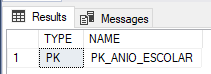 Results Messages
TYPE NAME
1 PK PK_ANIO_ESCOLAR